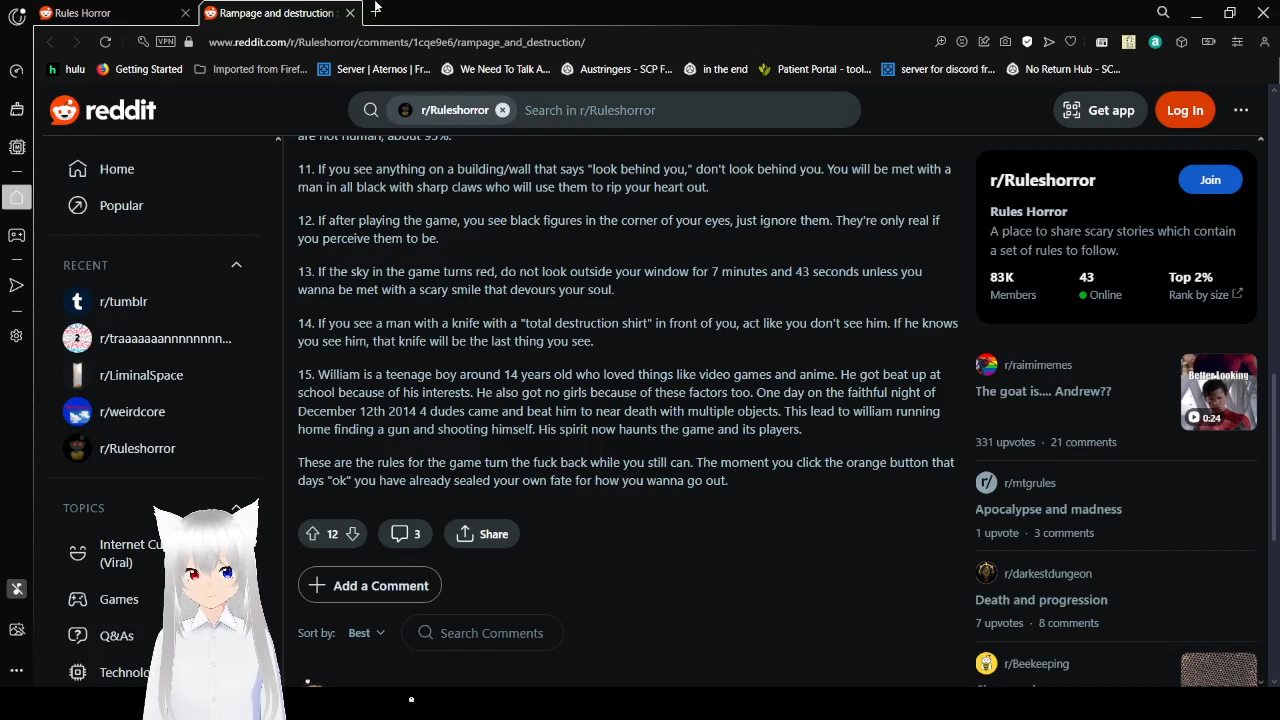 Rules Horror
Rampage and destruction :
VPN
www.reddit.com/r/Ruleshorror/comments/1cqe9e6/rampage_and_destruction/
hulu
Getting Started
Imported from Firef...
Server | Aternos | Fr...
We Need To Talk A...
Austringers - SCP F...
in the end
Patient Portal - tool...
server for discord fr...
No Return Hub - SC...
reddit
r/Ruleshorror
Search in r/Ruleshorror
Get app
Log In
Home
Popular
RECENT
r/tumblr
r/traaaaaaannnnnnnn...
r/LiminalSpace
r/weirdcore
r/Ruleshorror
TOPICS
Internet Cu
(Viral)
Games
Q&As
Technolo
are not human, about 95%.
11. If you see anything on a building/wall that says "look behind you," don't look behind you. You will be met with a
man in all black with sharp claws who will use them to rip your heart out.
12. If after playing the game, you see black figures in the corner of your eyes, just ignore them. They're only real if
you perceive them to be.
13. If the sky in the game turns red, do not look outside your window for 7 minutes and 43 seconds unless you
wanna be met with a scary smile that devours your soul.
14. If you see a man with a knife with a "total destruction shirt" in front of you, act like you don't see him. If he knows
you see him, that knife will be the last thing you see.
15. William is a teenage boy around 14 years old who loved things like video games and anime. He got beat up at
school because of his interests. He also got no girls because of these factors too. One day on the faithful night of
December 12th 2014 4 dudes came and beat him to near death with multiple objects. This lead to william running
home finding a gun and shooting himself. His spirit now haunts the game and its players.
These are the rules for the game turn the fuck back while you still can. The moment you click the orange button that
days "ok" you have already sealed your own fate for how you wanna go out.
12
3
Share
Add a Comment
Sort by: Best
Search Comments
r/Ruleshorror
Join
Rules Horror
A place to share scary stories which contain
a set of rules to follow.
83K
43
Top 2%
Members
Online
Rank by size
r/raimimemes
The goat is.... Andrew??
Better Looking
0:24
331 upvotes · 21 comments
r/
r/mtgrules
Apocalypse and madness
1 upvote · 3 comments
r/darkestdungeon
Death and progression
7 upvotes · 8 comments
r/Beekeeping